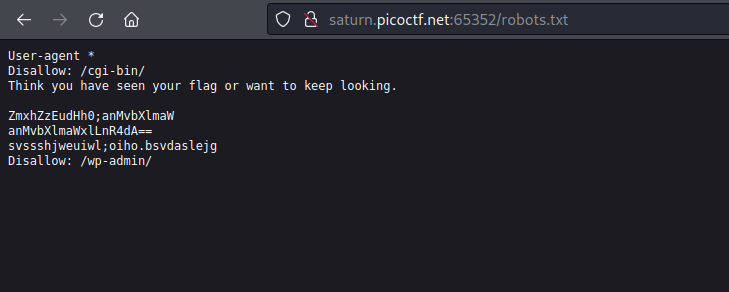 saturn.picoctf.net:65352/robots.txt
User-agent *
Disallow: /cgi-bin/
Think you have seen your flag or want to keep looking.
ZmxhZzEudHh0;anMvbXlmaW
anMvbXlmaWxlLnR4dA==
svssshjweuiwl;oiho.bsvdaslejg
Disallow: /wp-admin/